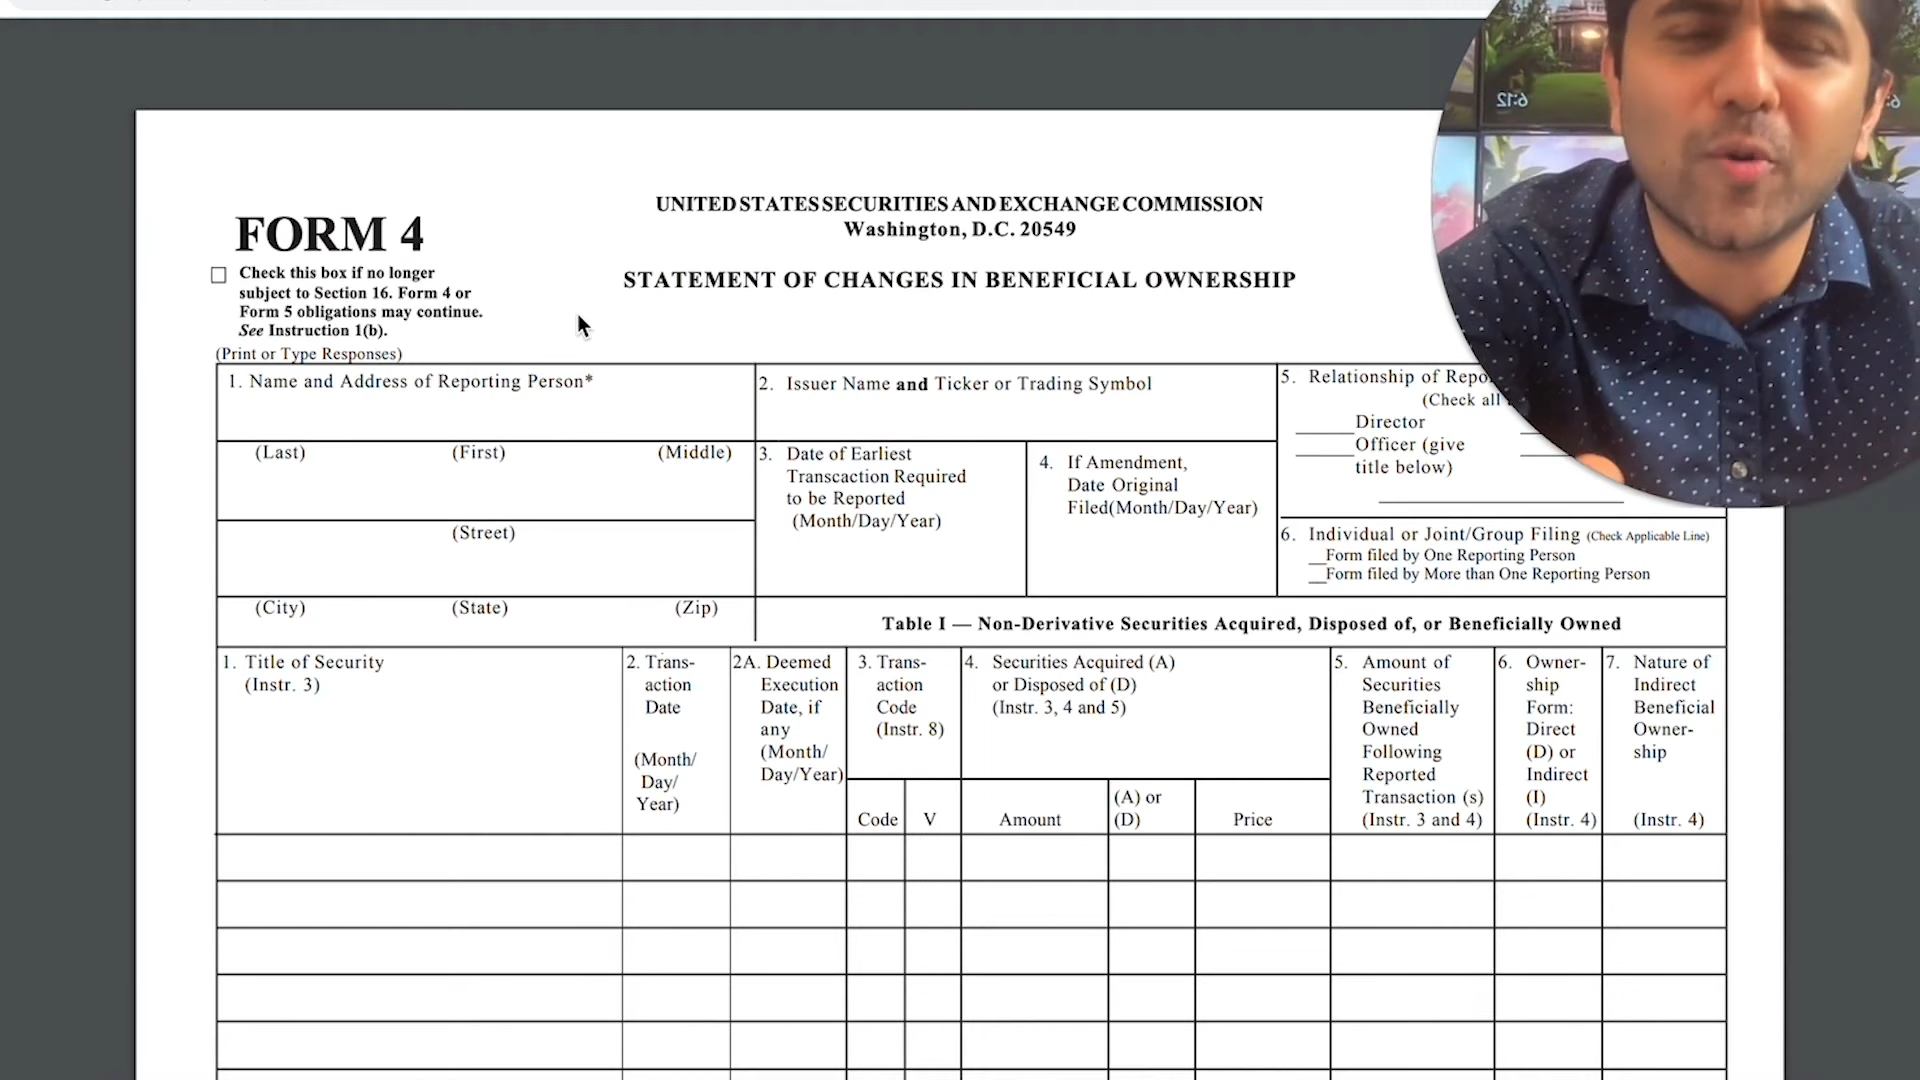 UNITED STATES SECURITIES AND EXCHANGE COMMISSION
Washington, D.C. 20549
FORM 4
STATEMENT OF CHANGES IN BENEFICIAL OWNERSHIP
Check this box if no longer
subject to Section 16. Form 4 or
Form 5 obligations may continue.
See Instruction 1(b).
(Print or Type Responses)
1. Name and Address of Reporting Person*
(Last) (First) (Middle)
(Street)
(City) (State) (Zip)
2. Issuer Name and Ticker or Trading Symbol
3. Date of Earliest
Transcaction Required
to be Reported
(Month/Day/Year)
4. If Amendment,
Date Original
Filed(Month/Day/Year)
5. Relationship of Repo
(Check all
Director
Officer (give
title below)
6. Individual or Joint/Group Filing (Check Applicable Line)
Form filed by One Reporting Person
Form filed by More than One Reporting Person
Table I — Non-Derivative Securities Acquired, Disposed of, or Beneficially Owned
1. Title of Security
(Instr. 3)
2. Trans-
action
Date
(Month/
Day/
Year)
2A. Deemed
Execution
Date, if
any
(Month/
Day/Year)
3. Trans-
action
Code
(Instr. 8)
Code V
4. Securities Acquired (A)
or Disposed of (D)
(Instr. 3, 4 and 5)
Amount
(A) or
(D)
Price
5. Amount of
Securities
Beneficially
Owned
Following
Reported
Transaction (s)
(Instr. 3 and 4)
6. Owner-
ship
Form:
Direct
(D) or
Indirect
(I)
(Instr. 4)
7. Nature of
Indirect
Beneficial
Owner-
ship
(Instr. 4)
6:12